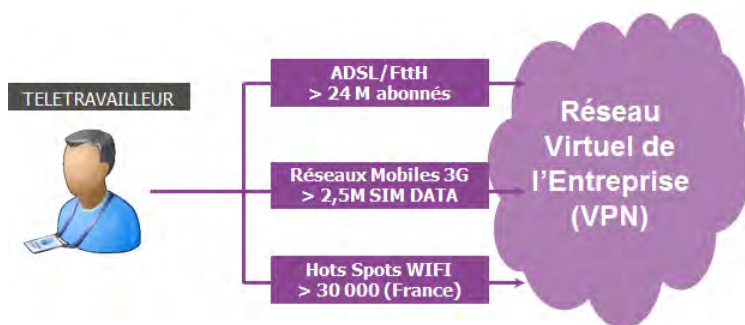 TELETRAVAILLEUR
ADSL/FttH
> 24 M abonnés
Réseaux Mobiles 3G
> 2,5M SIM DATA
Hots Spots WIFI
> 30 000 (France)
Réseau
Virtuel de
l'Entreprise
(VPN)